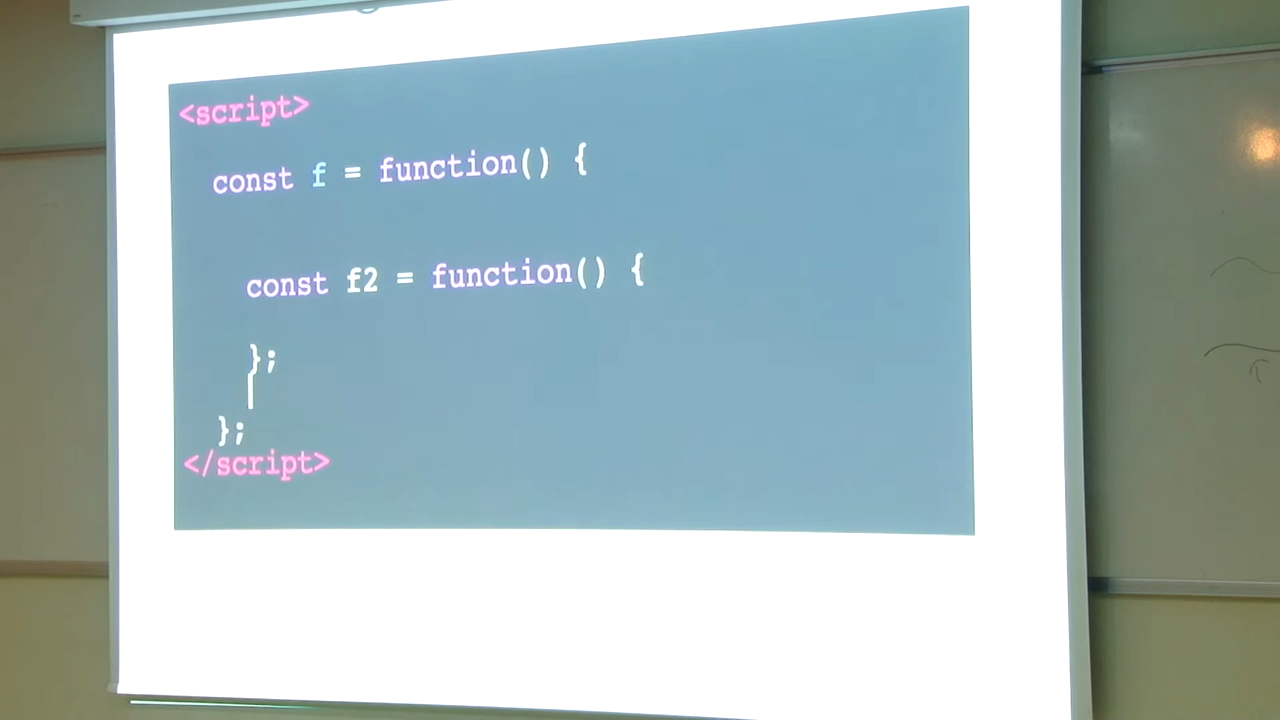 <script>
const f = function() {
const f2 = function() {
};
};
</script>